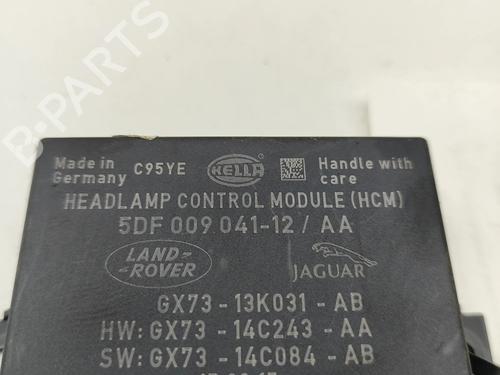 B-PARTS
Made in
Germany
C95YE
HELLA
Handle with
care
HEADLAMP CONTROL MODULE (HCM)
5DF 009 041-12 / AA
LAND-
-ROVER
JAGUAR
GX73 - 13K031 - AB
HW: GX73 - 14C243 - AA
SW: GX73 - 14C084 - AB